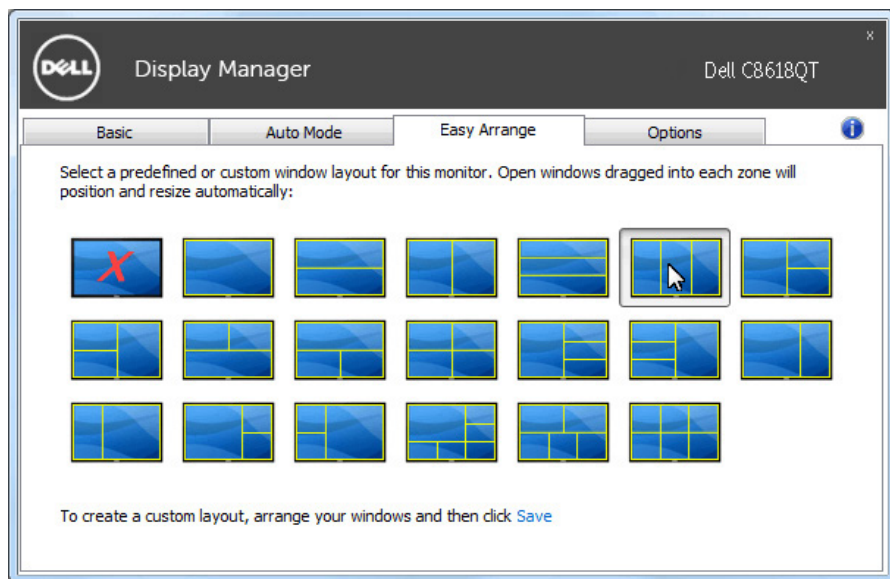 DELL
Display Manager
Dell C8618QT
x
Basic
Auto Mode
Easy Arrange
Options
i
Select a predefined or custom window layout for this monitor. Open windows dragged into each zone will
position and resize automatically:
X
To create a custom layout, arrange your windows and then click Save